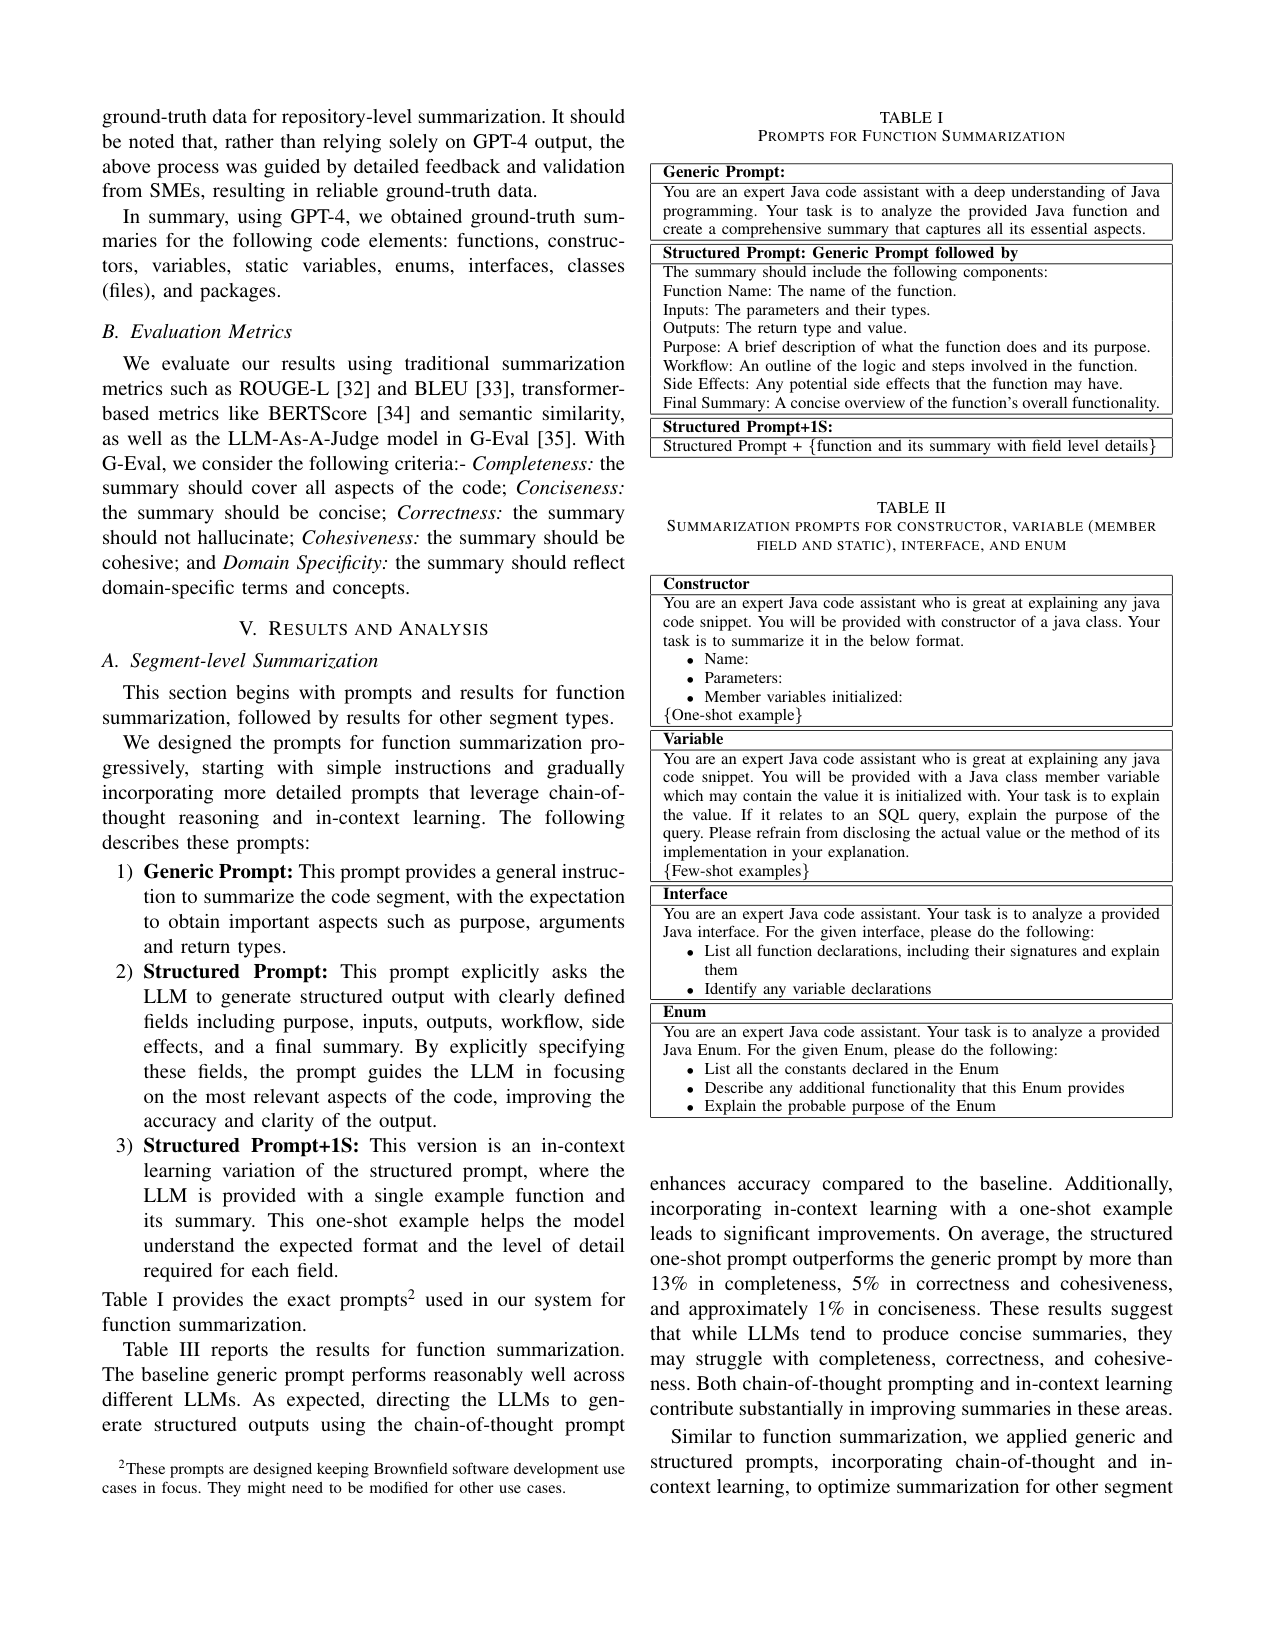 ground-truth data for repository-level summarization. It should
be noted that, rather than relying solely on GPT-4 output, the
above process was guided by detailed feedback and validation
from SMEs, resulting in reliable ground-truth data.
In summary, using GPT-4, we obtained ground-truth sum-
maries for the following code elements: functions, construc-
tors, variables, static variables, enums, interfaces, classes
(files), and packages.
B. Evaluation Metrics
We evaluate our results using traditional summarization
metrics such as ROUGE-L [32] and BLEU [33], transformer-
based metrics like BERTScore [34] and semantic similarity,
as well as the LLM-As-A-Judge model in G-Eval [35]. With
G-Eval, we consider the following criteria:- Completeness: the
summary should cover all aspects of the code; Conciseness:
the summary should be concise; Correctness: the summary
should not hallucinate; Cohesiveness: the summary should be
cohesive; and Domain Specificity: the summary should reflect
domain-specific terms and concepts.
V. RESULTS AND ANALYSIS
A. Segment-level Summarization
This section begins with prompts and results for function
summarization, followed by results for other segment types.
We designed the prompts for function summarization pro-
gressively, starting with simple instructions and gradually
incorporating more detailed prompts that leverage chain-of-
thought reasoning and in-context learning. The following
describes these prompts:
1) Generic Prompt: This prompt provides a general instruc-
tion to summarize the code segment, with the expectation
to obtain important aspects such as purpose, arguments
and return types.
2) Structured Prompt: This prompt explicitly asks the
LLM to generate structured output with clearly defined
fields including purpose, inputs, outputs, workflow, side
effects, and a final summary. By explicitly specifying
these fields, the prompt guides the LLM in focusing
on the most relevant aspects of the code, improving the
accuracy and clarity of the output.
3) Structured Prompt+1S: This version is an in-context
learning variation of the structured prompt, where the
LLM is provided with a single example function and
its summary. This one-shot example helps the model
understand the expected format and the level of detail
required for each field.
Table I provides the exact prompts² used in our system for
function summarization.
Table III reports the results for function summarization.
The baseline generic prompt performs reasonably well across
different LLMs. As expected, directing the LLMs to gen-
erate structured outputs using the chain-of-thought prompt
²These prompts are designed keeping Brownfield software development use
cases in focus. They might need to be modified for other use cases.
TABLE I
PROMPTS FOR FUNCTION SUMMARIZATION
Generic Prompt:
You are an expert Java code assistant with a deep understanding of Java
programming. Your task is to analyze the provided Java function and
create a comprehensive summary that captures all its essential aspects.
Structured Prompt: Generic Prompt followed by
The summary should include the following components:
Function Name: The name of the function.
Inputs: The parameters and their types.
Outputs: The return type and value.
Purpose: A brief description of what the function does and its purpose.
Workflow: An outline of the logic and steps involved in the function.
Side Effects: Any potential side effects that the function may have.
Final Summary: A concise overview of the function's overall functionality.
Structured Prompt+1S:
Structured Prompt + {function and its summary with field level details}
TABLE II
SUMMARIZATION PROMPTS FOR CONSTRUCTOR, VARIABLE (MEMBER
FIELD AND STATIC), INTERFACE, AND ENUM
Constructor
You are an expert Java code assistant who is great at explaining any java
code snippet. You will be provided with constructor of a java class. Your
task is to summarize it in the below format.
• Name:
• Parameters:
• Member variables initialized:
{One-shot example}
Variable
You are an expert Java code assistant who is great at explaining any java
code snippet. You will be provided with a Java class member variable
which may contain the value it is initialized with. Your task is to explain
the value. If it relates to an SQL query, explain the purpose of the
query. Please refrain from disclosing the actual value or the method of its
implementation in your explanation.
{Few-shot examples}
Interface
You are an expert Java code assistant. Your task is to analyze a provided
Java interface. For the given interface, please do the following:
• List all function declarations, including their signatures and explain
them
• Identify any variable declarations
Enum
You are an expert Java code assistant. Your task is to analyze a provided
Java Enum. For the given Enum, please do the following:
• List all the constants declared in the Enum
• Describe any additional functionality that this Enum provides
• Explain the probable purpose of the Enum
enhances accuracy compared to the baseline. Additionally,
incorporating in-context learning with a one-shot example
leads to significant improvements. On average, the structured
one-shot prompt outperforms the generic prompt by more than
13% in completeness, 5% in correctness and cohesiveness,
and approximately 1% in conciseness. These results suggest
that while LLMs tend to produce concise summaries, they
may struggle with completeness, correctness, and cohesive-
ness. Both chain-of-thought prompting and in-context learning
contribute substantially in improving summaries in these areas.
Similar to function summarization, we applied generic and
structured prompts, incorporating chain-of-thought and in-
context learning, to optimize summarization for other segment